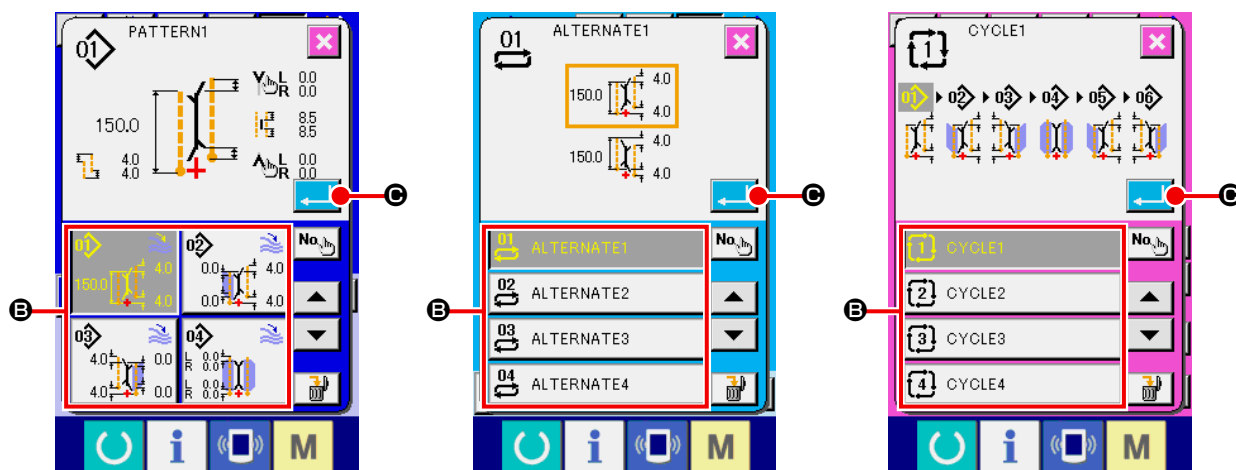 01 PATTERN1
L 0.0
R 0.0
150.0
8.5
8.5
4.0
4.0
L 0.0
R 0.0
C
B
01
150.0 4.0
4.0
02
0.0 4.0
0.0 4.0
No.
03
4.0 0.0
4.0 0.0
04
L 0.0
R 0.0
L 0.0
R 0.0
i M
01 ALTERNATE1
150.0 4.0
4.0
150.0 4.0
4.0
C
B
01 ALTERNATE1
No.
02 ALTERNATE2
03 ALTERNATE3
04 ALTERNATE4
i M
1 CYCLE1
01 02 03 04 05 06
C
B
1 CYCLE1
No.
2 CYCLE2
3 CYCLE3
4 CYCLE4
i M